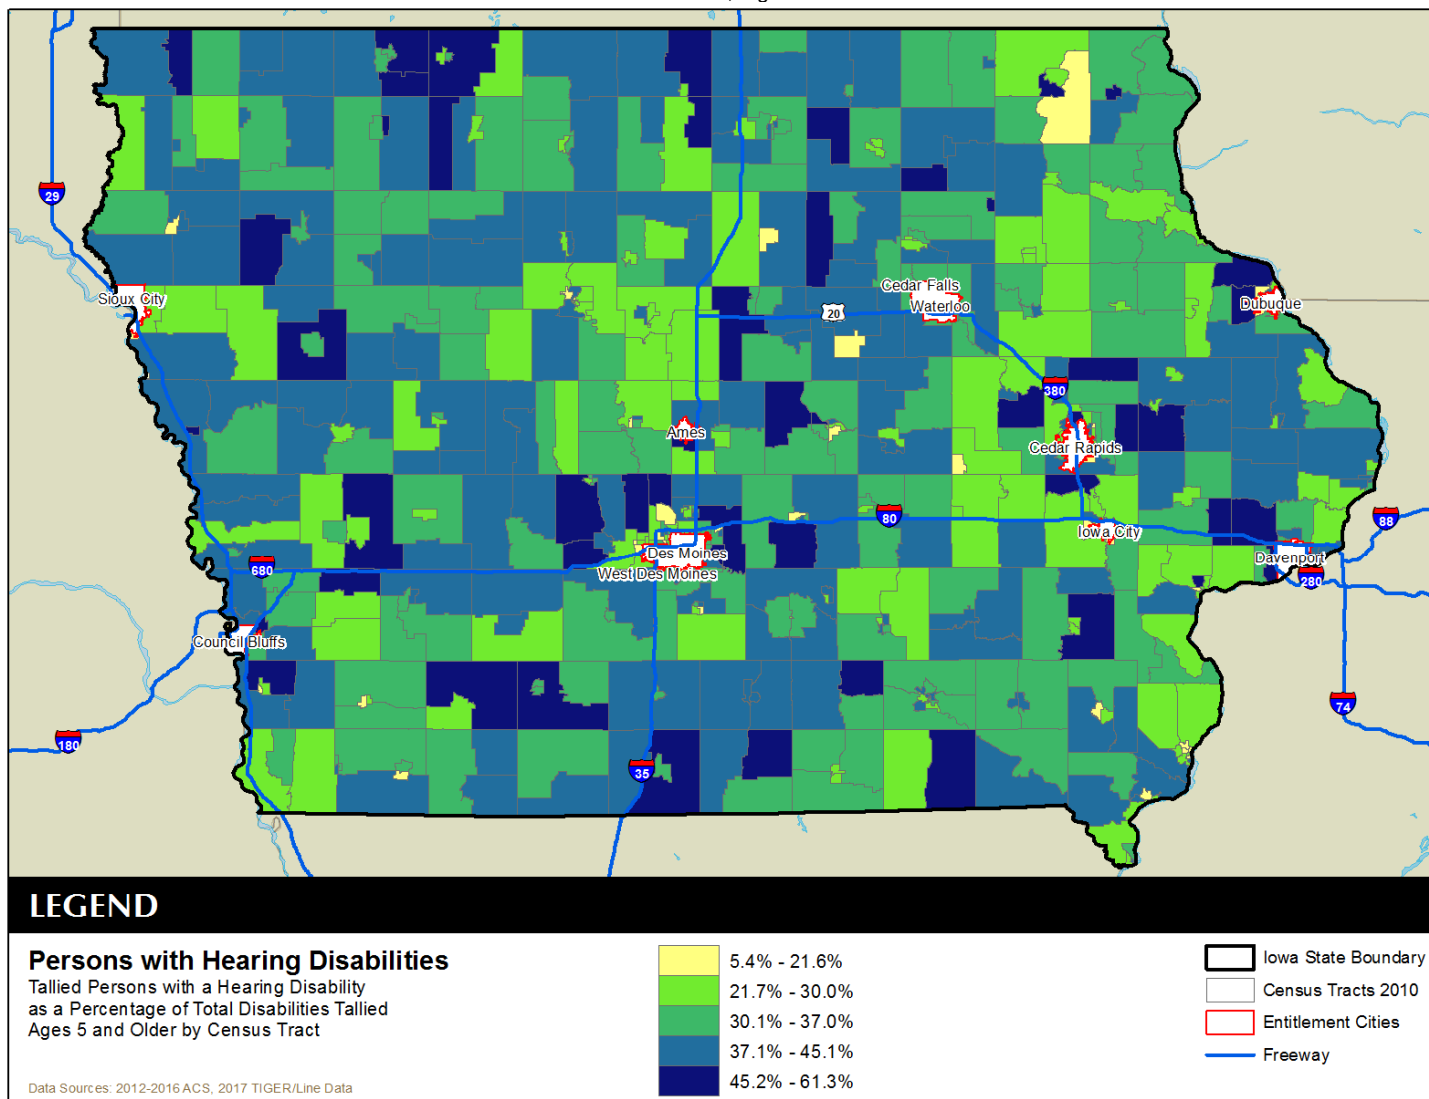 29
Sioux City
Cedar Falls
Waterloo
20
Dubuque
380
Ames
Cedar Rapids
80
88
Iowa City
Des Moines
West Des Moines
Davenport
280
680
Council Bluffs
180
74
35
LEGEND
Persons with Hearing Disabilities
Tallied Persons with a Hearing Disability
as a Percentage of Total Disabilities Tallied
Ages 5 and Older by Census Tract
Data Sources: 2012-2016 ACS, 2017 TIGER/Line Data
5.4% - 21.6%
21.7% - 30.0%
30.1% - 37.0%
37.1% - 45.1%
45.2% - 61.3%
Iowa State Boundary
Census Tracts 2010
Entitlement Cities
Freeway